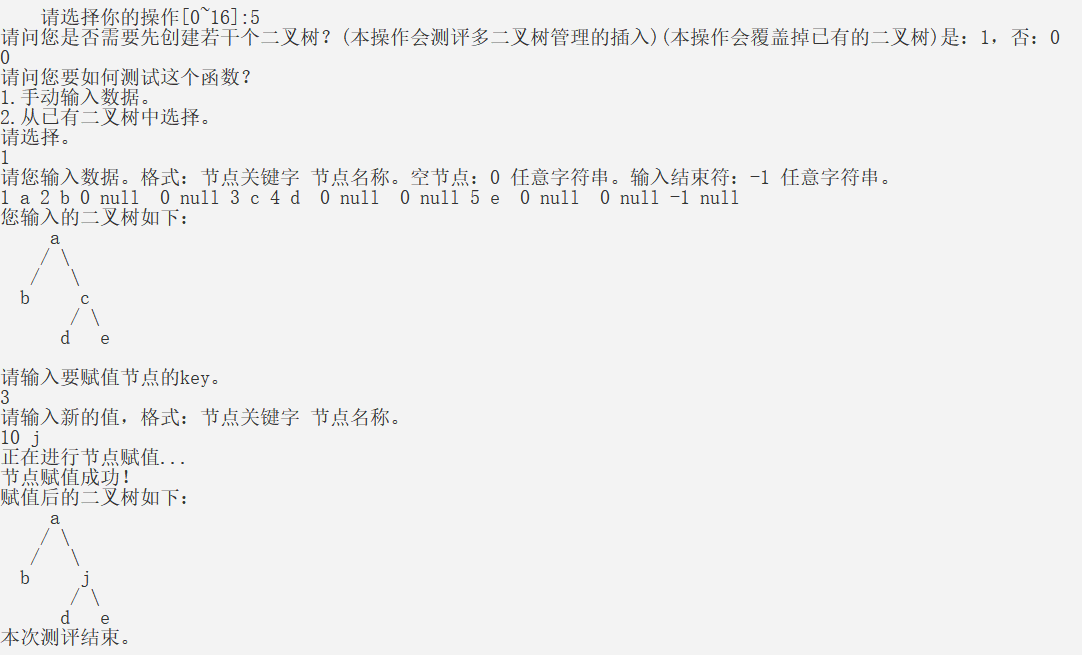 请选择你的操作[0~16]:5
请问您是否需要先创建若干个二叉树？(本操作会测评多二叉树管理的插入)(本操作会覆盖掉已有的二叉树)是：1，否：0
0
请问您要如何测试这个函数？
1.手动输入数据。
2.从已有二叉树中选择。
请选择。
1
请您输入数据。格式：节点关键字 节点名称。空节点：0 任意字符串。输入结束符：-1 任意字符串。
1 a 2 b 0 null  0 null 3 c 4 d  0 null  0 null 5 e  0 null  0 null -1 null
您输入的二叉树如下：
     a
    / \
   /   \
  b     c
       / \
      d   e
请输入要赋值节点的key。
3
请输入新的值，格式：节点关键字 节点名称。
10 j
正在进行节点赋值...
节点赋值成功！
赋值后的二叉树如下：
     a
    / \
   /   \
  b     j
       / \
      d   e
本次测评结束。